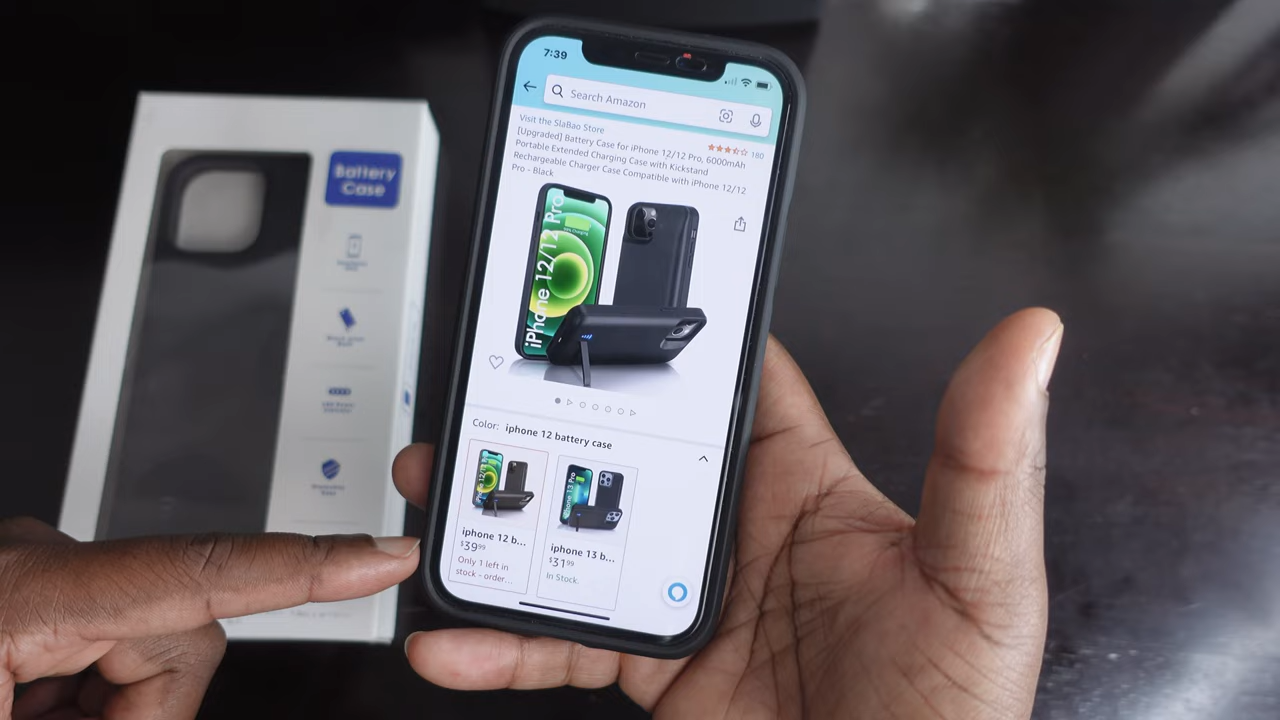 7:39
Search Amazon
Visit the SlaBao Store
180
[Upgraded] Battery Case for iPhone 12/12 Pro, 6000mAh
Portable Extended Charging Case with Kickstand
Rechargeable Charger Case Compatible with iPhone 12/12
Pro - Black
iPhone 12/12 Pro
Color: iphone 12 battery case
iphone 12 b...
$39.99
Only 1 left in
stock – order...
iPhone 13 Pro
iphone 13 b...
$31.99
In Stock.
Battery
Case